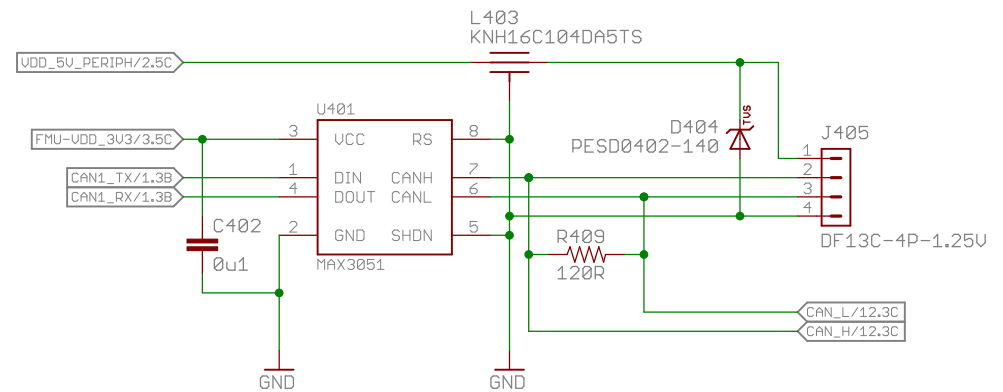 L403
KNH16C104DA5TS
VDD_5V_PERIPH/2.5C
U401
TVS
D404
PESD0402-140
J405
FMU-VDD_3V3/3.5C
3 VCC RS 8
1
CAN1_TX/1.3B
1 DIN CANH 7
2
CAN1_RX/1.3B
4 DOUT CANL 6
3
4
C402
0u1
2 GND SHDN 5
R409
120R
DF13C-4P-1.25V
MAX3051
CAN_L/12.3C
CAN_H/12.3C
GND
GND